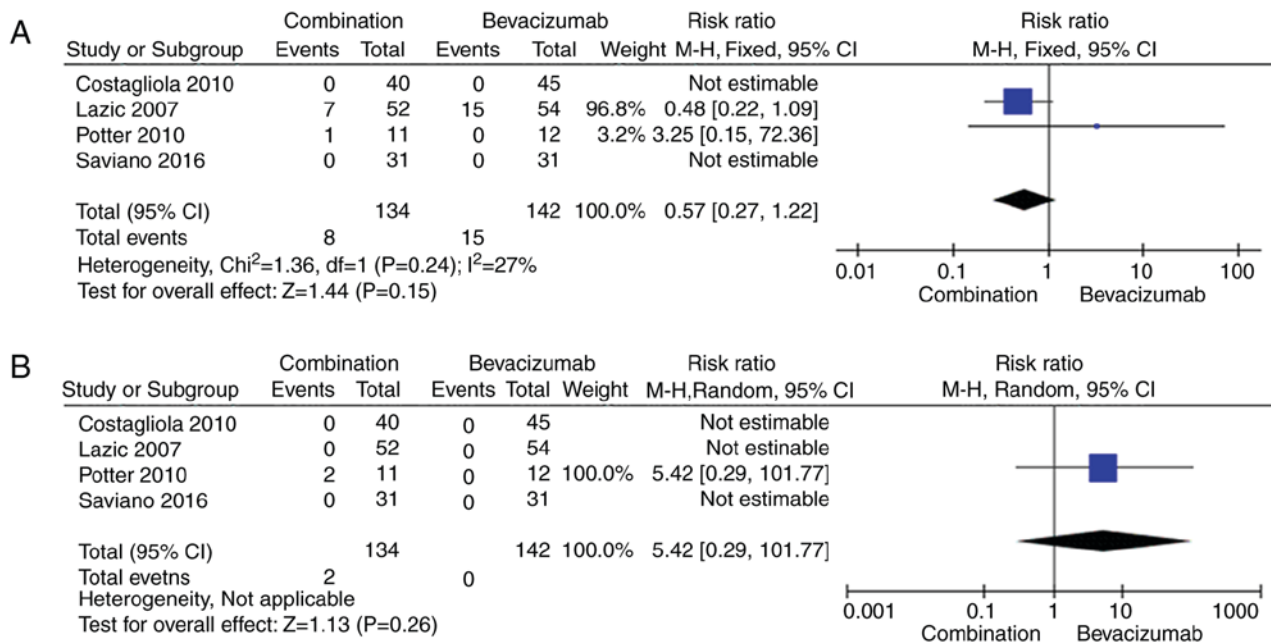 A
Combination Bevacizumab Risk ratio Risk ratio
Study or Subgroup Events Total Events Total Weight M-H, Fixed, 95% CI M-H, Fixed, 95% CI
Costagliola 2010 0 40 0 45 Not estimable
Lazic 2007 7 52 15 54 96.8% 0.48 [0.22, 1.09]
Potter 2010 1 11 0 12 3.2% 3.25 [0.15, 72.36]
Saviano 2016 0 31 0 31 Not estimable
Total (95% CI) 134 142 100.0% 0.57 [0.27, 1.22]
Total events 8 15
Heterogeneity, Chi²=1.36, df=1 (P=0.24); I²=27%
Test for overall effect: Z=1.44 (P=0.15)
0.01 0.1 1 10 100
Combination Bevacizumab
B
Combination Bevacizumab Risk ratio Risk ratio
Study or Subgroup Events Total Events Total Weight M-H,Random, 95% CI M-H, Random, 95% CI
Costagliola 2010 0 40 0 45 Not estimable
Lazic 2007 0 52 0 54 Not estinable
Potter 2010 2 11 0 12 100.0% 5.42 [0.29, 101.77]
Saviano 2016 0 31 0 31 Not estimable
Total (95% CI) 134 142 100.0% 5.42 [0.29, 101.77]
Total evetns 2 0
Heterogeneity, Not applicable
Test for overall effect: Z=1.13 (P=0.26)
0.001 0.1 1 10 1000
Combination Bevacizumab